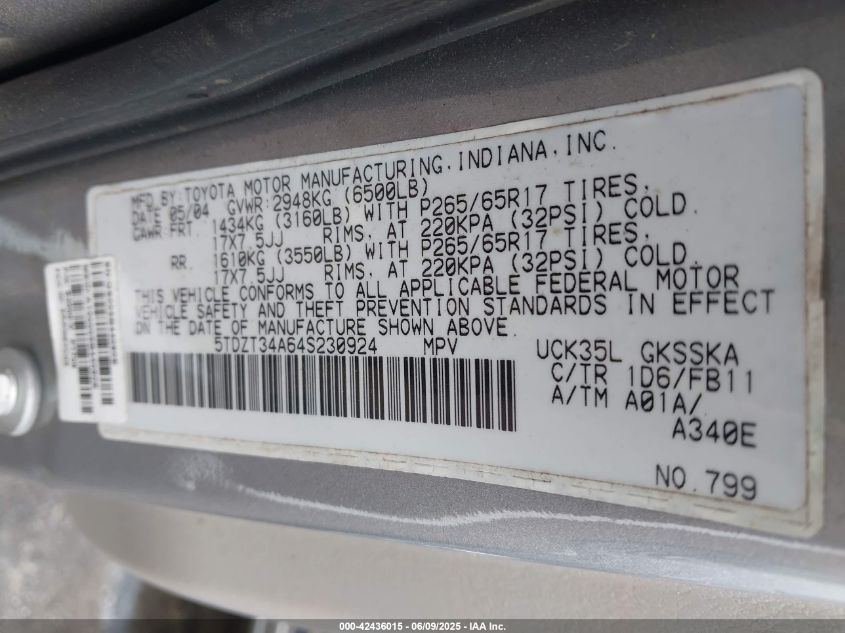 MFD.BY:TOYOTA MOTOR MANUFACTURING.INDIANA.INC.
DATE 05/04 GVWR:2948KG (6500LB)
GAWR:FRT. 1434KG (3160LB) WITH P265/65R17 TIRES,
17X7.5JJ RIMS, AT 220KPA (32PSI) COLD.
RR. 1610KG (3550LB) WITH P265/65R17 TIRES,
17X7.5JJ RIMS, AT 220KPA (32PSI) COLD.
THIS VEHICLE CONFORMS TO ALL APPLICABLE FEDERAL MOTOR
VEHICLE SAFETY AND THEFT PREVENTION STANDARDS IN EFFECT
ON THE DATE OF MANUFACTURE SHOWN ABOVE.
5TDZT34A64S230924 MPV UCK35L GKSSKA
C/TR 1D6/FB11
A/TM A01A/
A340E
NO.799
000-42436015 / 06/09/2025 - IAA Inc.